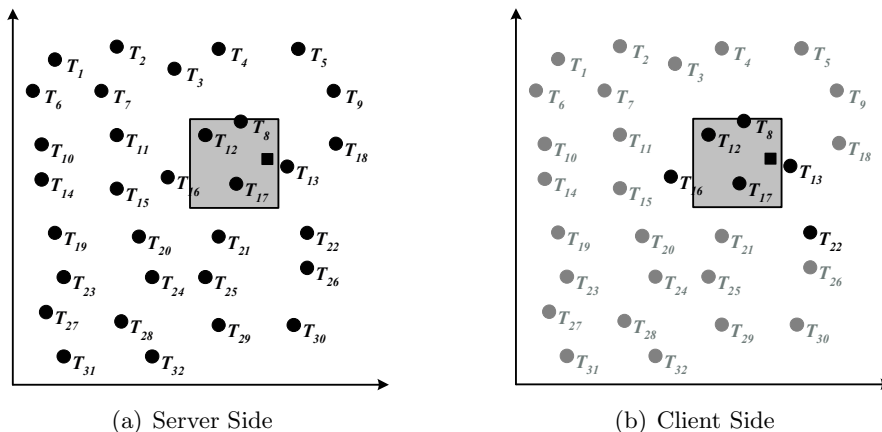 T1 T2 T3 T4 T5
T6 T7 T8 T9
T10 T11 T12 T13 T18
T14 T15 T16 T17
T19 T20 T21 T22
T23 T24 T25 T26
T27 T28 T29 T30
T31 T32
(a) Server Side
T1 T2 T3 T4 T5
T6 T7 T8 T9
T10 T11 T12 T13 T18
T14 T15 T16 T17
T19 T20 T21 T22
T23 T24 T25 T26
T27 T28 T29 T30
T31 T32
(b) Client Side